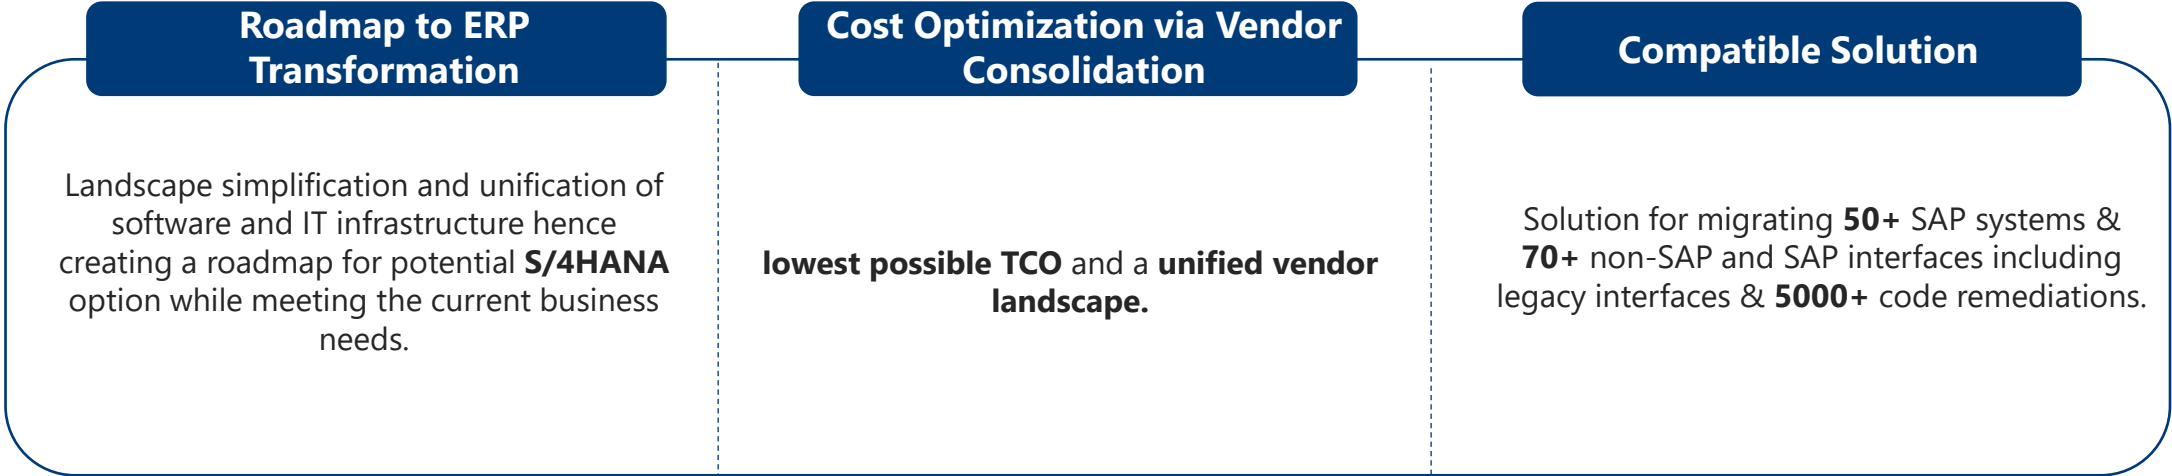 Roadmap to ERP
Transformation
Landscape simplification and unification of
software and IT infrastructure hence
creating a roadmap for potential S/4HANA
option while meeting the current business
needs.
Cost Optimization via Vendor
Consolidation
lowest possible TCO and a unified vendor
landscape.
Compatible Solution
Solution for migrating 50+ SAP systems &
70+ non-SAP and SAP interfaces including
legacy interfaces & 5000+ code remediations.